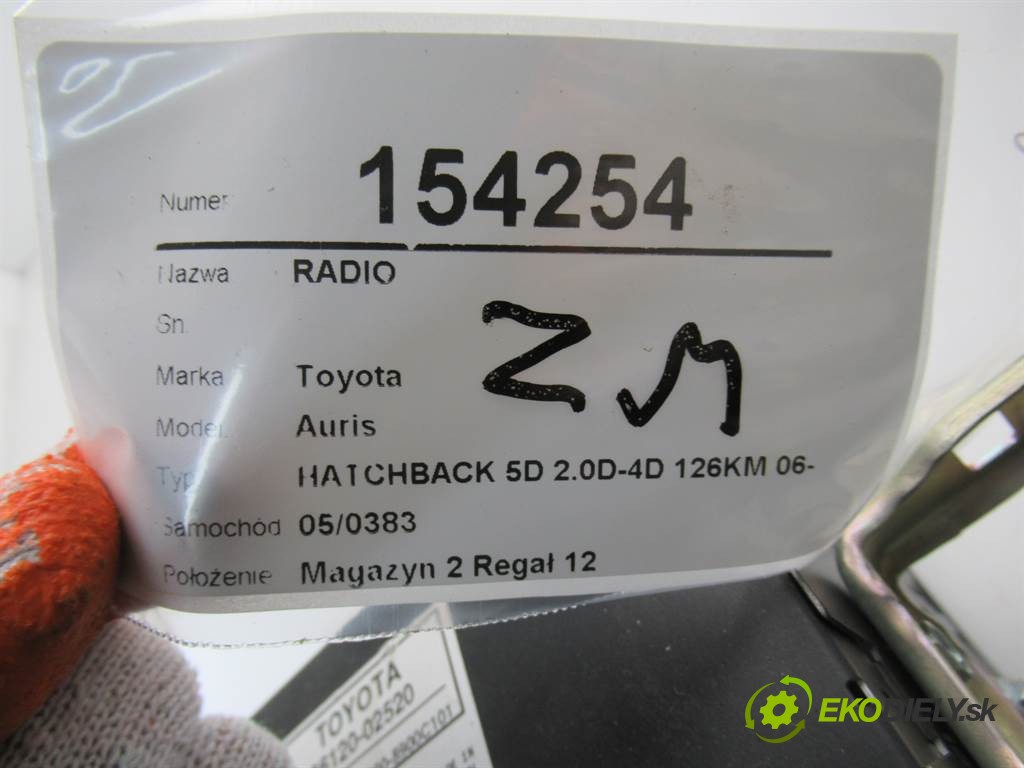 Numer 154254
Nazwa RADIO
Sn
Marka Toyota
Model Auris
Typ HATCHBACK 5D 2.0D-4D 126KM 06-
Samochód 05/0383
Położenie Magazyn 2 Regał 12
ZM
TOYOTA
86120-02520
EKODIELY.sk